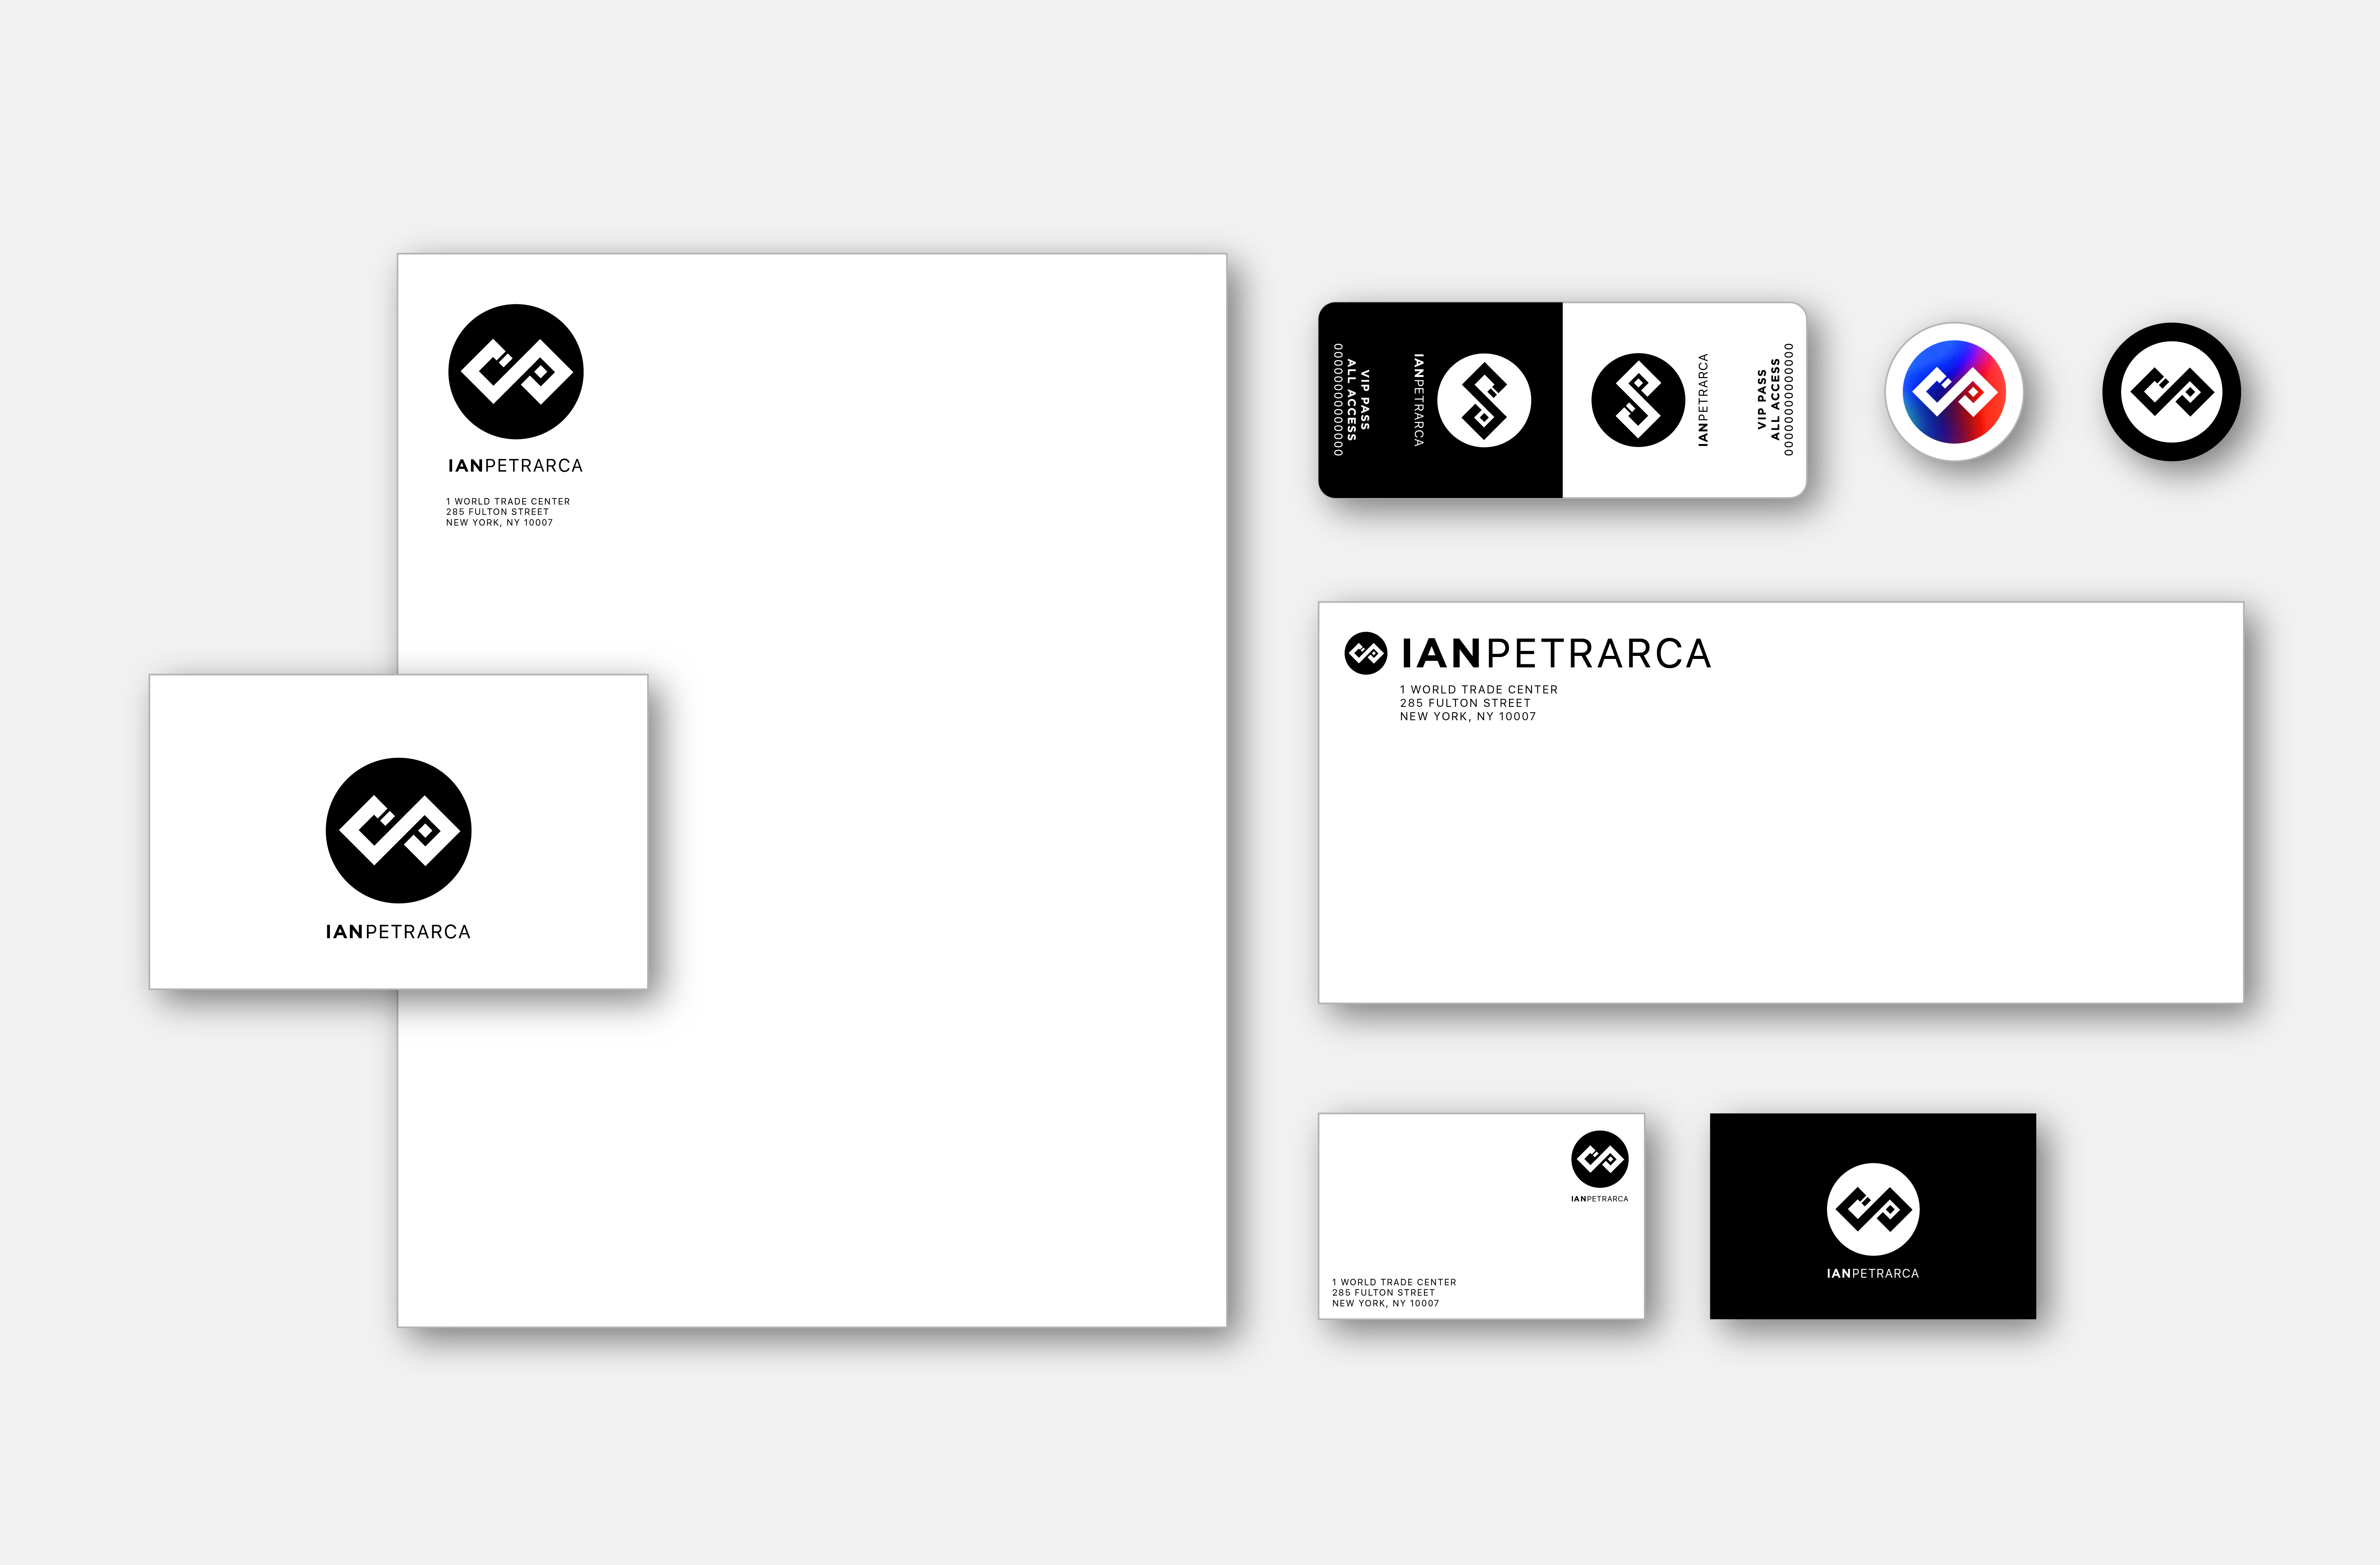 IANPETRARCA
1 WORLD TRADE CENTER
285 FULTON STREET
NEW YORK, NY 10007
IANPETRARCA
VIP PASS
ALL ACCESS
000000000000000
IANPETRARCA
IANPETRARCA
VIP PASS
ALL ACCESS
000000000000000
IANPETRARCA
1 WORLD TRADE CENTER
285 FULTON STREET
NEW YORK, NY 10007
IANPETRARCA
1 WORLD TRADE CENTER
285 FULTON STREET
NEW YORK, NY 10007
IANPETRARCA